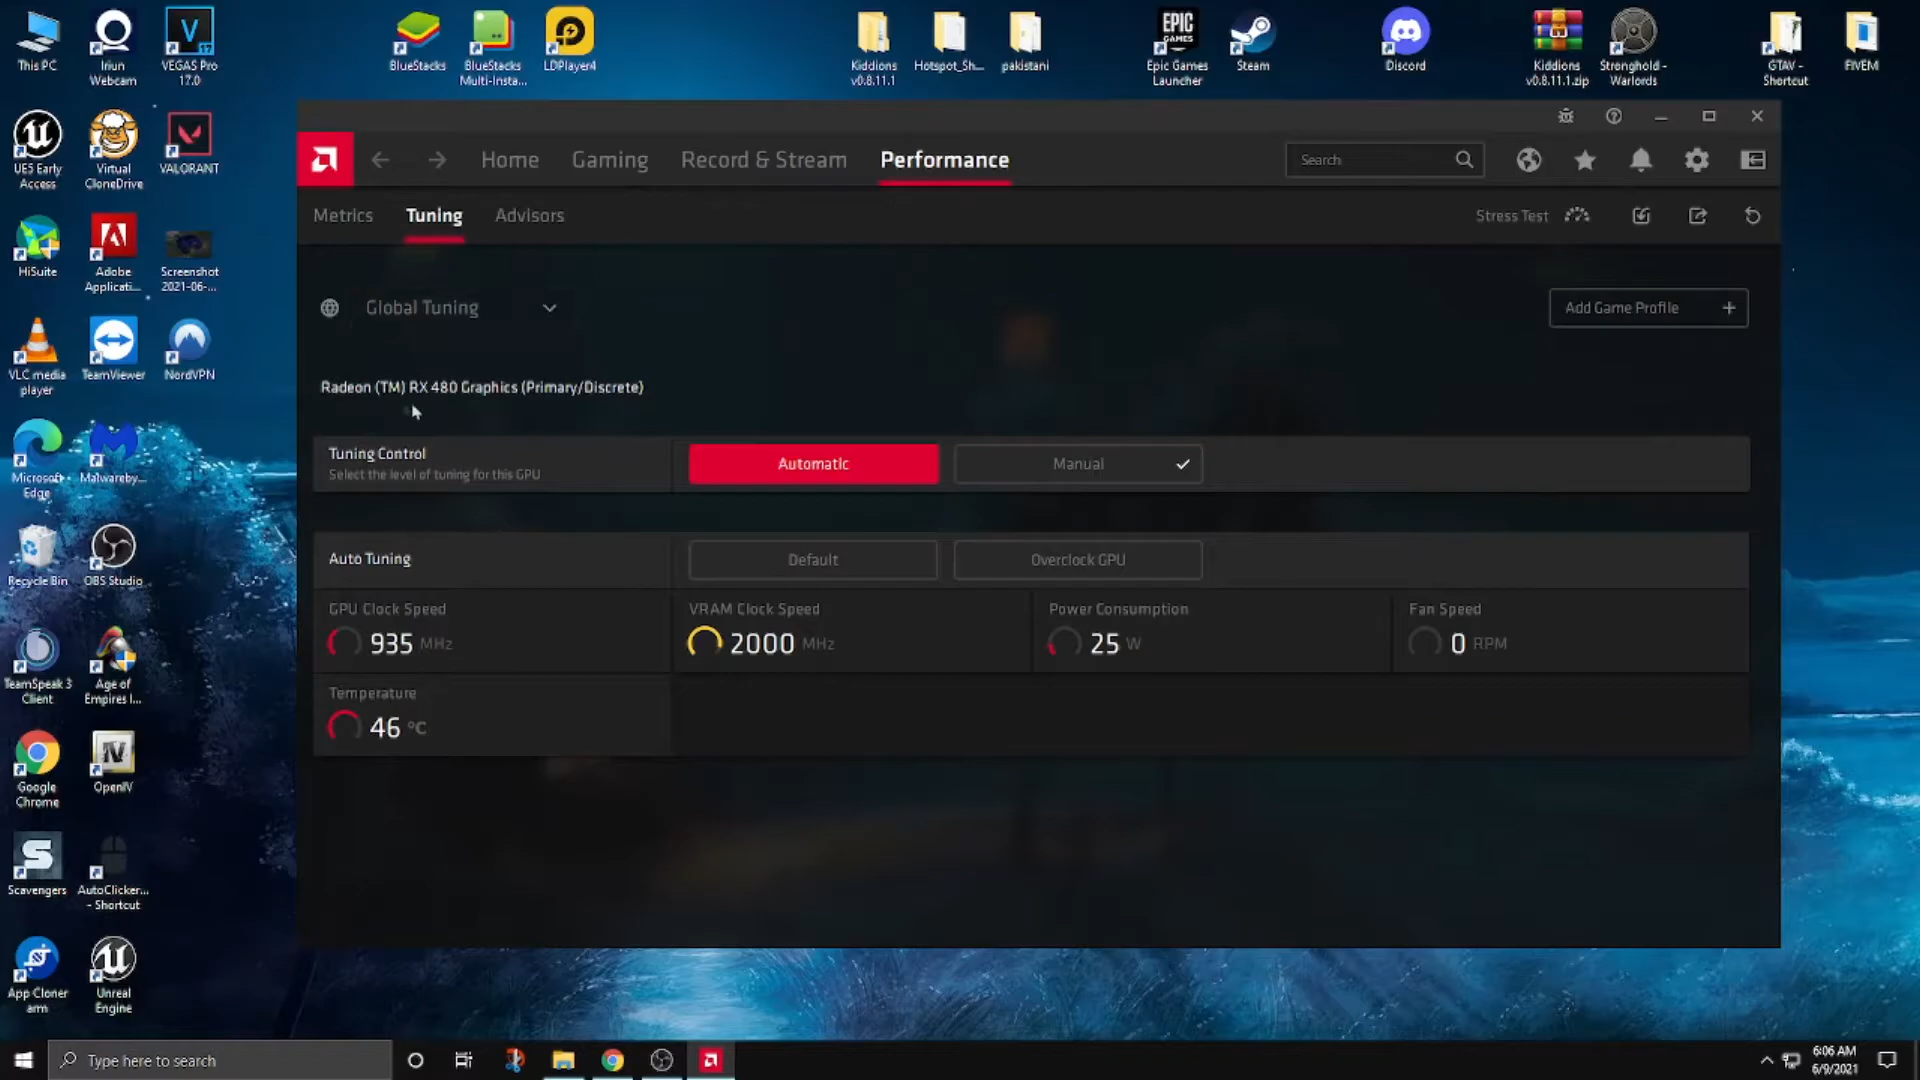 This PC
Iriun
Webcam
VEGAS Pro
17.0
BlueStacks
BlueStacks
Multi-Insta...
LDPlayer4
Kiddions
v0.8.11.1
Hotspot_Sh...
pakistani
EPIC
GAMES
Epic Games
Launcher
Steam
Discord
Kiddions
v0.8.11.1.zip
Stronghold -
Warlords
GTAV -
Shortcut
FIVEM
UE5 Early
Access
Virtual
CloneDrive
VALORANT
HiSuite
Adobe
Applicati...
Screenshot
2021-06-...
VLC media
player
TeamViewer
NordVPN
Microsoft
Edge
Malwareby...
Recycle Bin
OBS Studio
TeamSpeak 3
Client
Age of
Empires I...
Google
Chrome
OpenIV
Scavengers
AutoClicker...
- Shortcut
App Cloner
arm
Unreal
Engine
Home
Gaming
Record & Stream
Performance
Search
Metrics
Tuning
Advisors
Stress Test
Global Tuning
Add Game Profile
Radeon (TM) RX 480 Graphics (Primary/Discrete)
Tuning Control
Select the level of tuning for this GPU
Automatic
Manual
Auto Tuning
Default
Overclock GPU
GPU Clock Speed
935 MHz
VRAM Clock Speed
2000 MHz
Power Consumption
25 W
Fan Speed
0 RPM
Temperature
46 °C
Type here to search
6:06 AM
6/9/2021